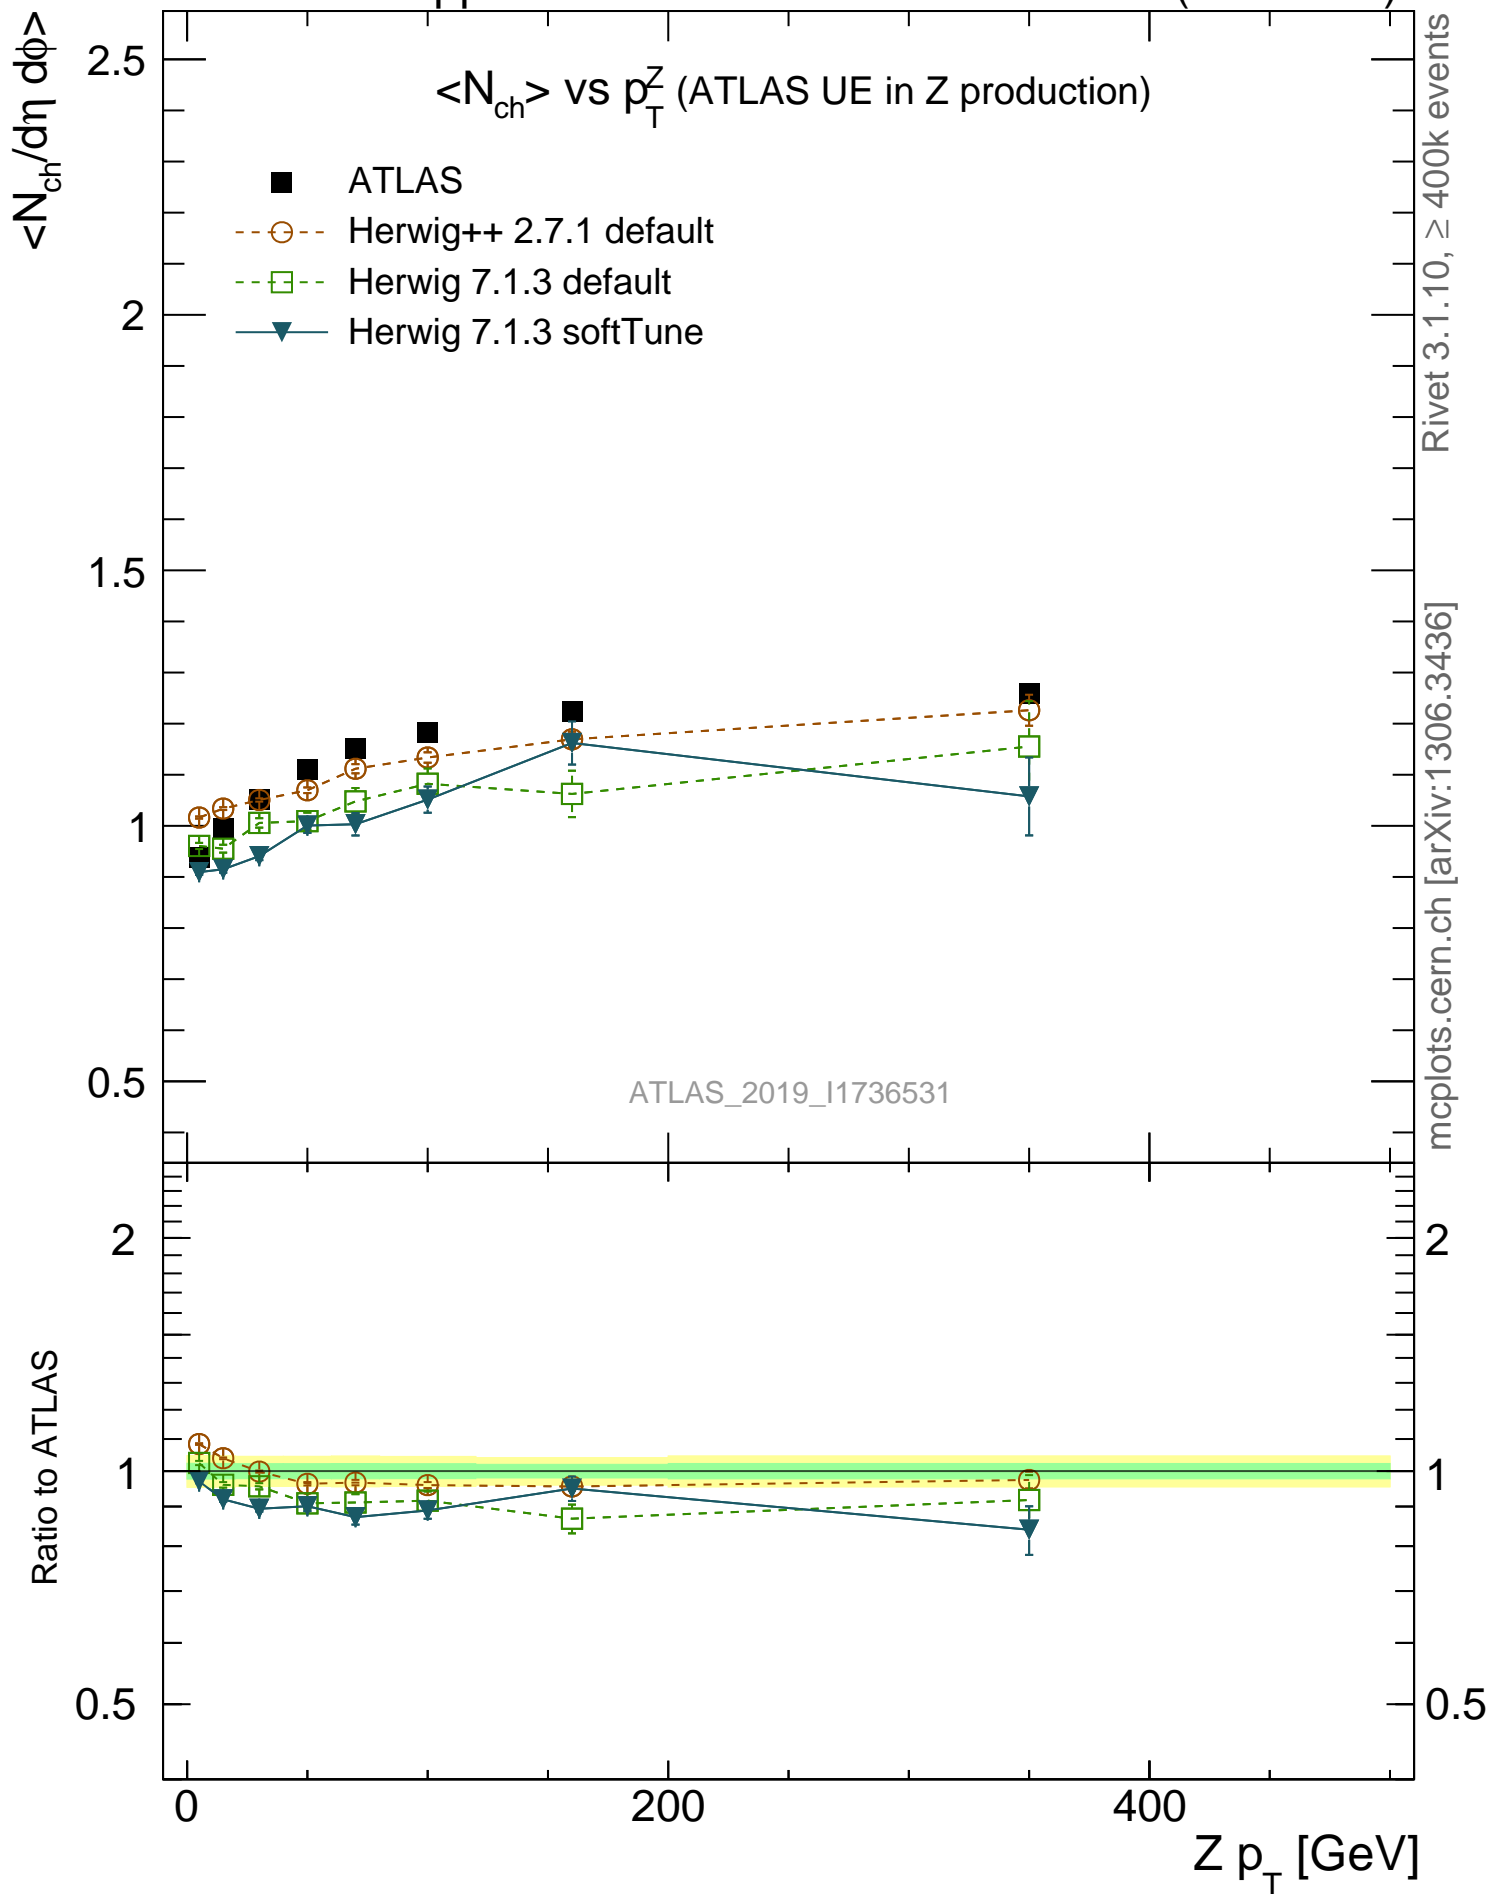 pp
<N_ch/dη dϕ>
<N_ch> vs p_T^Z (ATLAS UE in Z production)
ATLAS
Herwig++ 2.7.1 default
Herwig 7.1.3 default
Herwig 7.1.3 softTune
2.5
2
1.5
1
0.5
ATLAS_2019_I1736531
Rivet 3.1.10, ≥ 400k events
mcplots.cern.ch [arXiv:1306.3436]
Ratio to ATLAS
2
1
0.5
2
1
0.5
0
200
400
Z p_T [GeV]